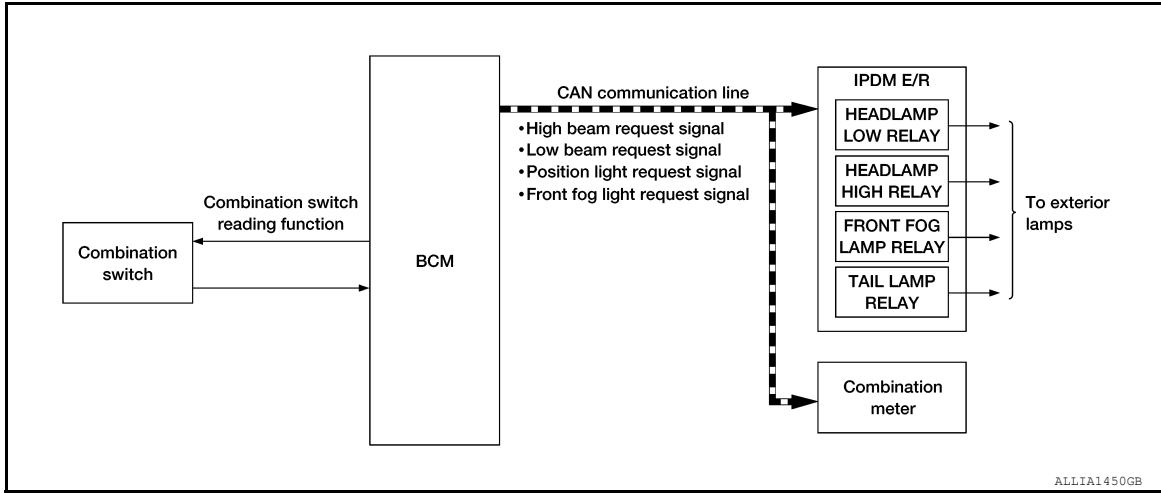 Combination
switch
Combination switch
reading function
BCM
CAN communication line
•High beam request signal
•Low beam request signal
•Position light request signal
•Front fog light request signal
IPDM E/R
HEADLAMP
LOW RELAY
HEADLAMP
HIGH RELAY
FRONT FOG
LAMP RELAY
TAIL LAMP
RELAY
To exterior
lamps
Combination
meter
ALLIA1450GB